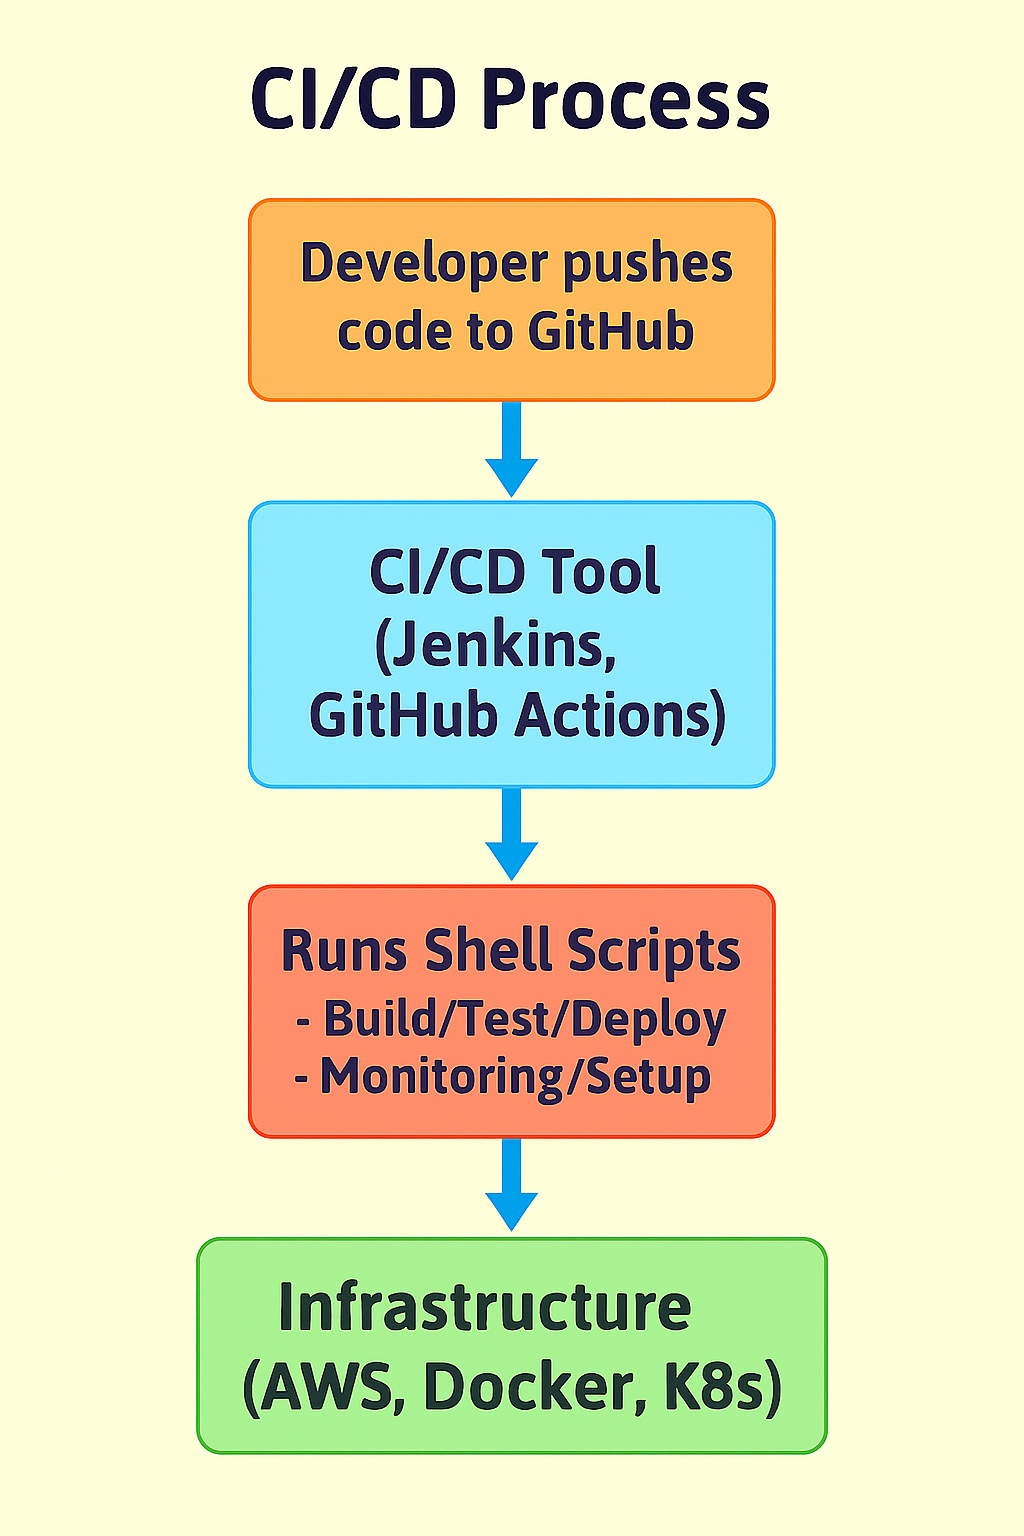 CI/CD Process
Developer pushes
code to GitHub
CI/CD Tool
(Jenkins,
GitHub Actions)
Runs Shell Scripts
- Build/Test/Deploy
- Monitoring/Setup
Infrastructure
(AWS, Docker, K8s)